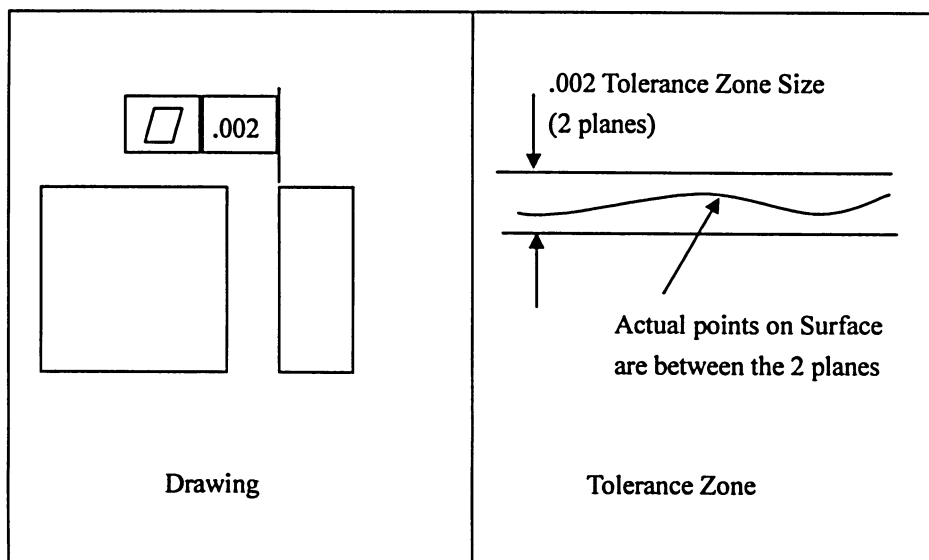 .002
Drawing
.002 Tolerance Zone Size
(2 planes)
Actual points on Surface
are between the 2 planes
Tolerance Zone